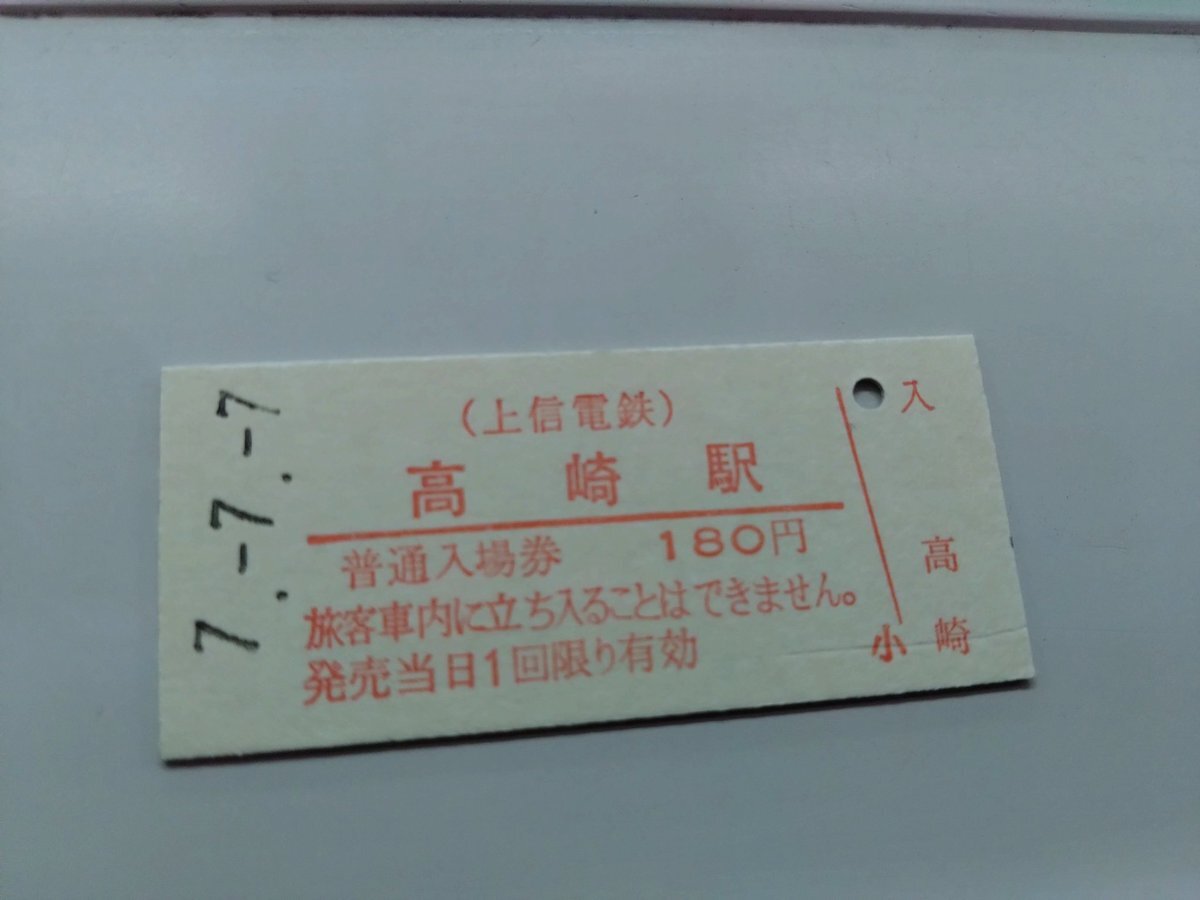 7.-7.-7
(上信電鉄)
高崎駅
普通入場券 180円
旅客車内に立ち入ることはできません。
発売当日1回限り有効
入
高崎
小